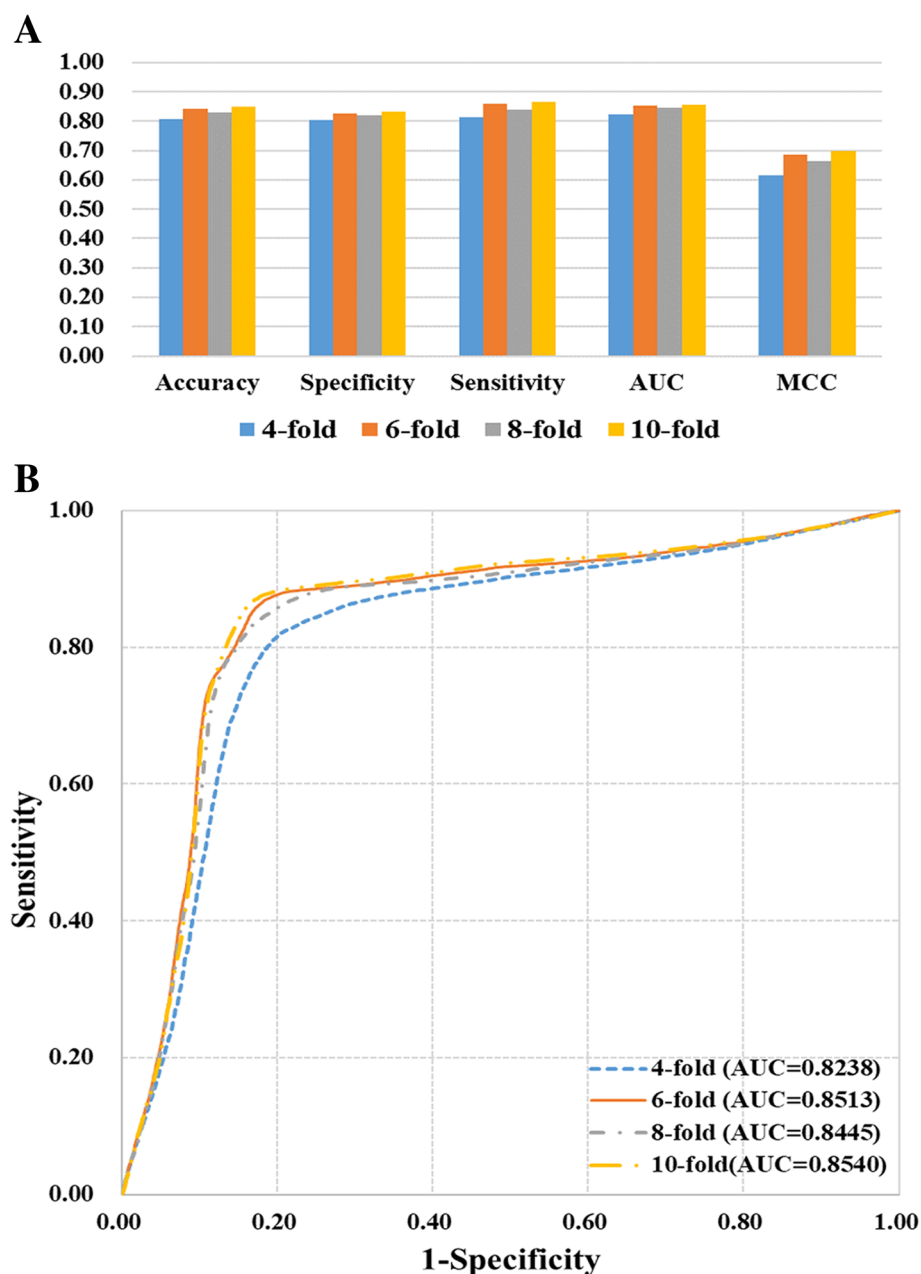 A
1.00
0.90
0.80
0.70
0.60
0.50
0.40
0.30
0.20
0.10
0.00
Accuracy Specificity Sensitivity AUC MCC
4-fold 6-fold 8-fold 10-fold
B
1.00
0.80
0.60
0.40
0.20
0.00
Sensitivity
4-fold (AUC=0.8238)
6-fold (AUC=0.8513)
8-fold (AUC=0.8445)
10-fold(AUC=0.8540)
0.00 0.20 0.40 0.60 0.80 1.00
1-Specificity